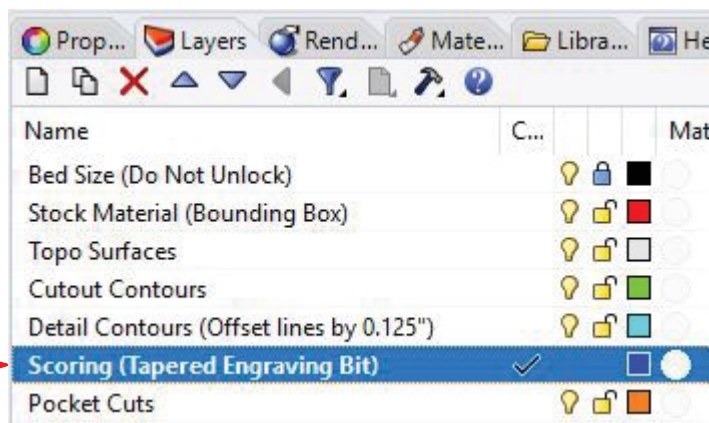 Prop... Layers Rend... Mate... Libra... He
Name C... Mat
Bed Size (Do Not Unlock)
Stock Material (Bounding Box)
Topo Surfaces
Cutout Contours
Detail Contours (Offset lines by 0.125")
Scoring (Tapered Engraving Bit)
Pocket Cuts